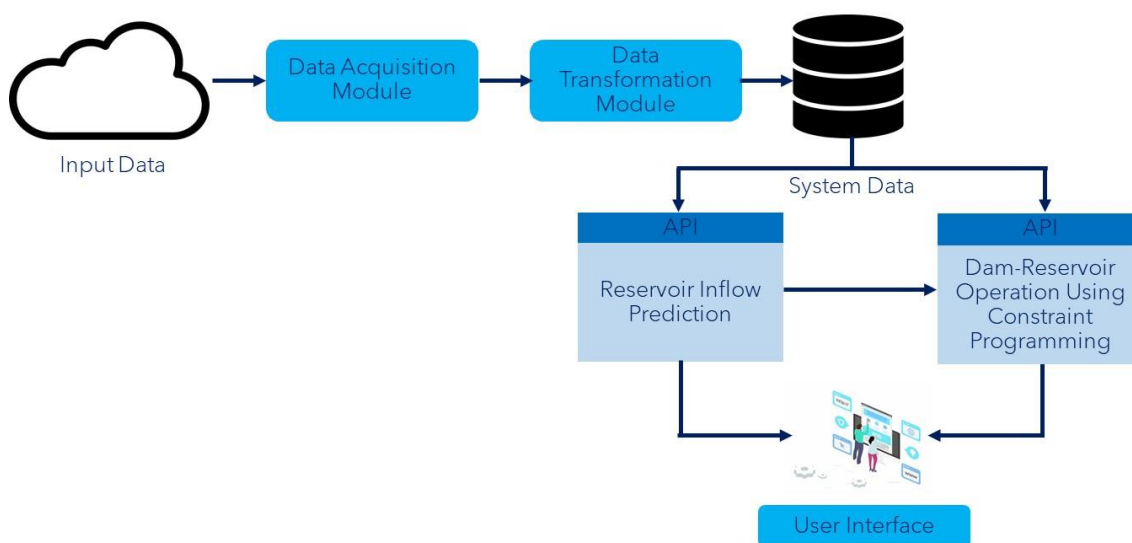 Data Acquisition
Module
Data
Transformation
Module
Input Data
System Data
API
Reservoir Inflow
Prediction
API
Dam-Reservoir
Operation Using
Constraint
Programming
User Interface